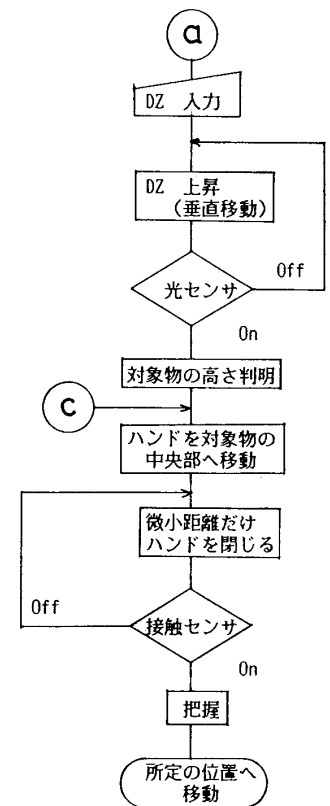 a
DZ 入力
DZ 上昇
(垂直移動)
光センサ
Off
On
対象物の高さ判明
C
ハンドを対象物の
中央部へ移動
微小距離だけ
ハンドを閉じる
Off
接触センサ
On
把握
所定の位置へ
移動